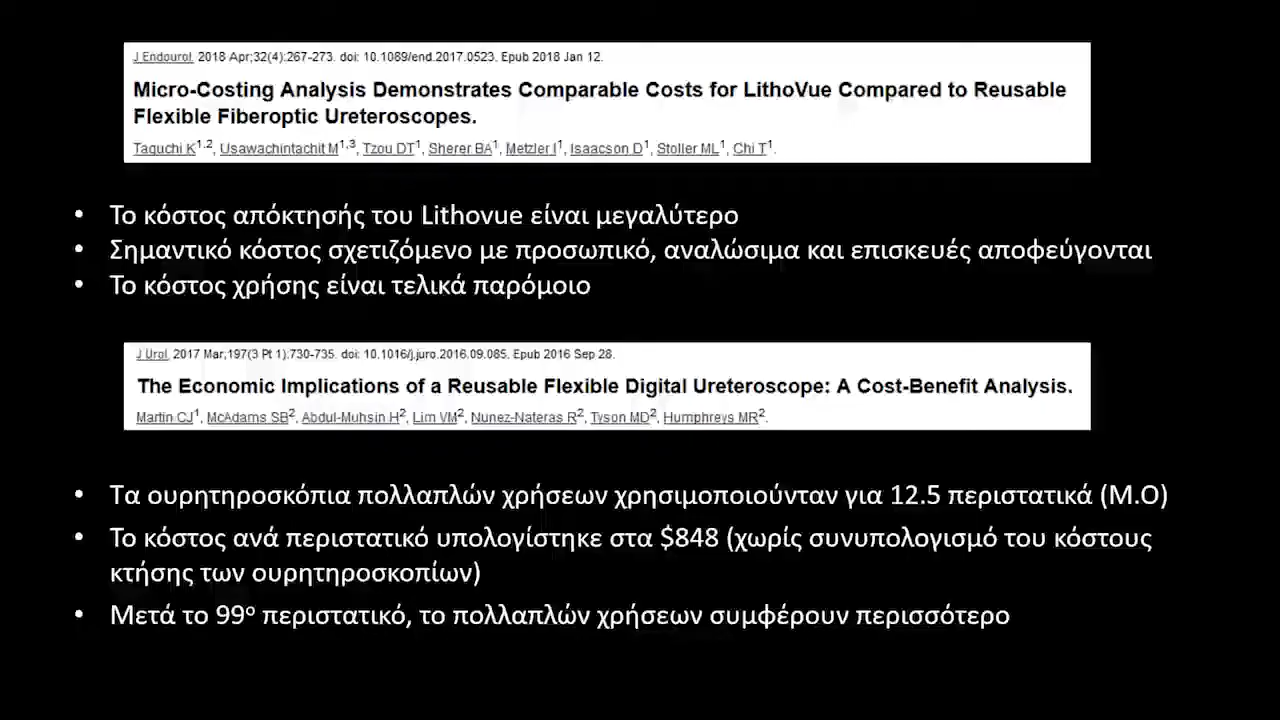 J Endourol. 2018 Apr;32(4):267-273. doi: 10.1089/end.2017.0523. Epub 2018 Jan 12.
Micro-Costing Analysis Demonstrates Comparable Costs for LithoVue Compared to Reusable
Flexible Fiberoptic Ureteroscopes.
Taguchi K1,2, Usawachintachit M1,3, Tzou DT1, Sherer BA1, Metzler I1, Isaacson D1, Stoller ML1, Chi T1.
• Το κόστος απόκτησής του Lithovue είναι μεγαλύτερο
• Σημαντικό κόστος σχετιζόμενο με προσωπικό, αναλώσιμα και επισκευές αποφεύγονται
• Το κόστος χρήσης είναι τελικά παρόμοιο
J Urol. 2017 Mar;197(3 Pt 1):730-735. doi: 10.1016/j.juro.2016.09.085. Epub 2016 Sep 28.
The Economic Implications of a Reusable Flexible Digital Ureteroscope: A Cost-Benefit Analysis.
Martin CJ1, McAdams SB2, Abdul-Muhsin H2, Lim VM2, Nunez-Nateras R2, Tyson MD2, Humphreys MR2.
• Τα ουρητηροσκόπια πολλαπλών χρήσεων χρησιμοποιούνταν για 12.5 περιστατικά (Μ.Ο)
• Το κόστος ανά περιστατικό υπολογίστηκε στα $848 (χωρίς συνυπολογισμό του κόστους
κτήσης των ουρητηροσκοπίων)
• Μετά το 99ο περιστατικό, το πολλαπλών χρήσεων συμφέρουν περισσότερο